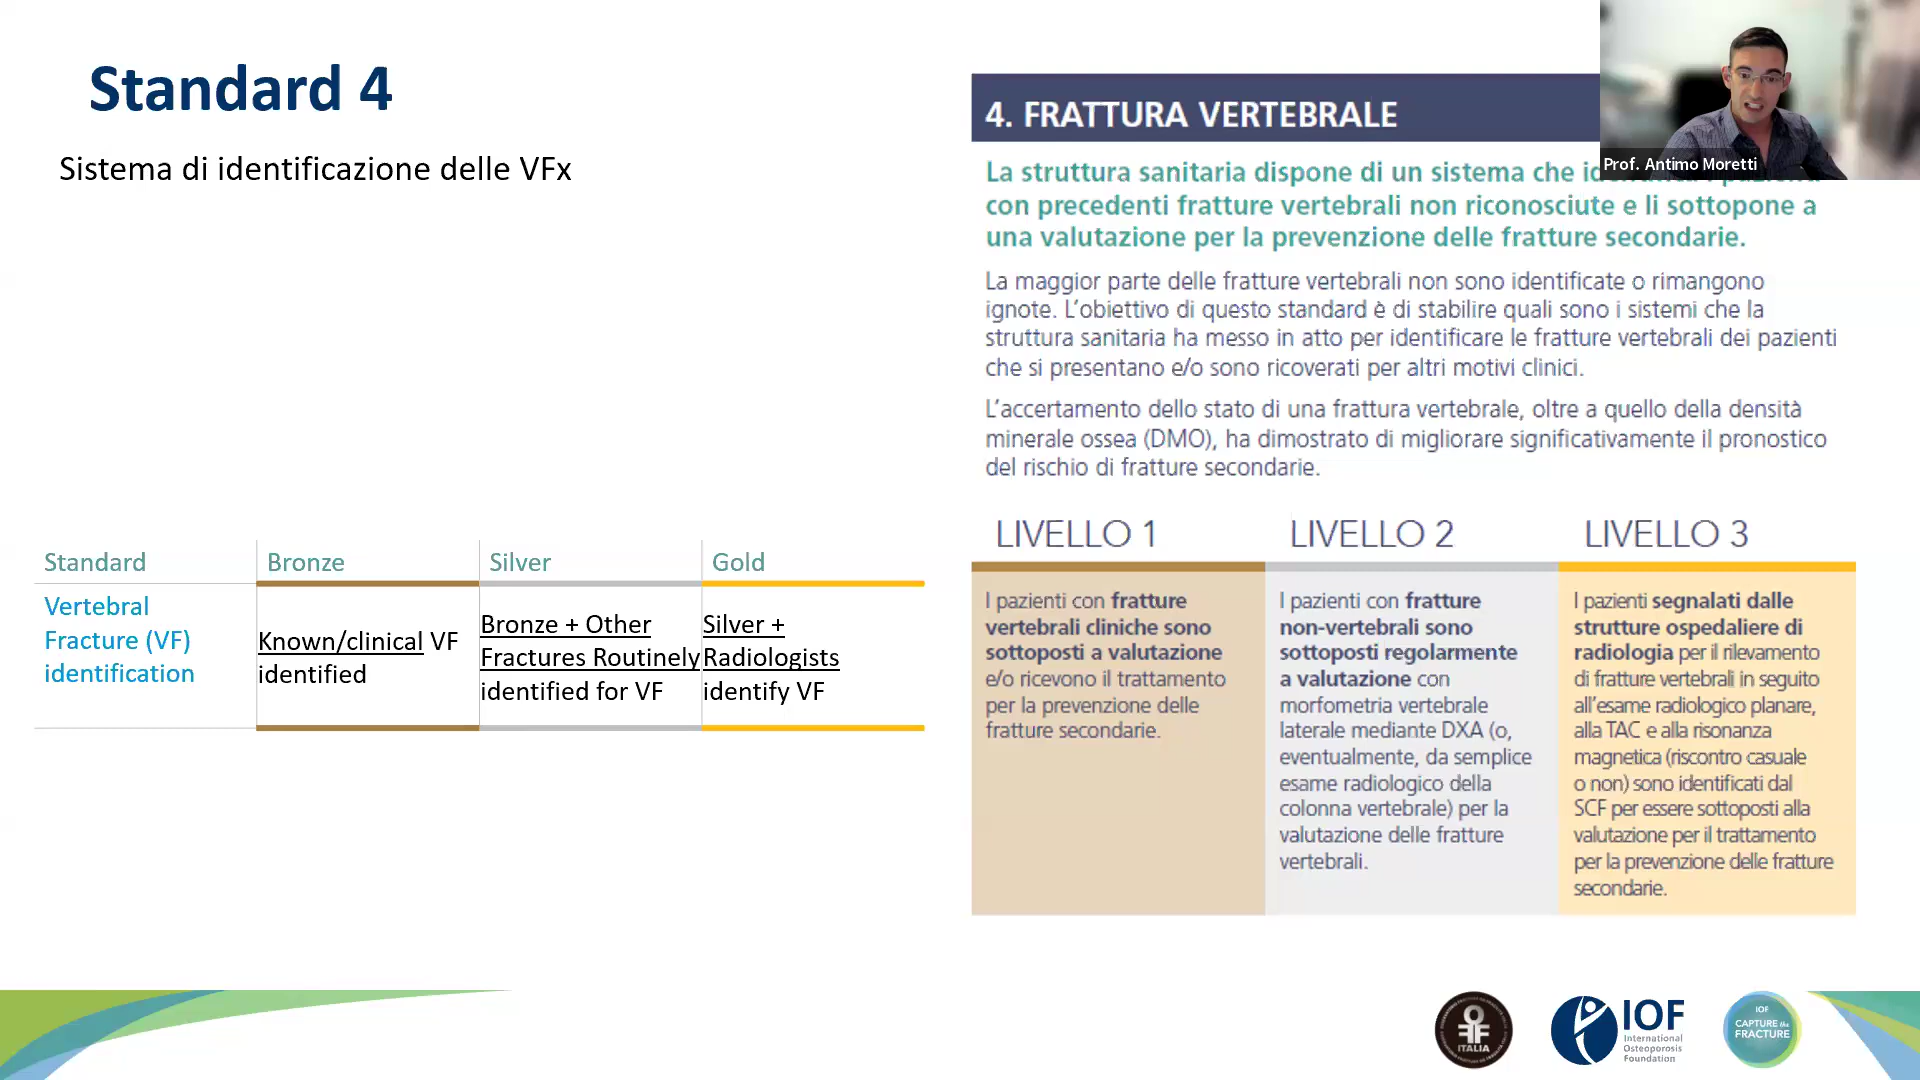 Standard 4
Sistema di identificazione delle VFx
Standard
Bronze
Silver
Gold
Vertebral
Fracture (VF)
identification
Known/clinical VF
identified
Bronze + Other
Fractures Routinely
identified for VF
Silver +
Radiologists
identify VF
4. FRATTURA VERTEBRALE
La struttura sanitaria dispone di un sistema che
con precedenti fratture vertebrali non riconosciute e li sottopone a
una valutazione per la prevenzione delle fratture secondarie.
La maggior parte delle fratture vertebrali non sono identificate o rimangono
ignote. L’obiettivo di questo standard è di stabilire quali sono i sistemi che la
struttura sanitaria ha messo in atto per identificare le fratture vertebrali dei pazienti
che si presentano e/o sono ricoverati per altri motivi clinici.
L’accertamento dello stato di una frattura vertebrale, oltre a quello della densità
minerale ossea (DMO), ha dimostrato di migliorare significativamente il pronostico
del rischio di fratture secondarie.
LIVELLO 1
I pazienti con fratture
vertebrali cliniche sono
sottoposti a valutazione
e/o ricevono il trattamento
per la prevenzione delle
fratture secondarie.
LIVELLO 2
I pazienti con fratture
non-vertebrali sono
sottoposti regolarmente
a valutazione con
morfometria vertebrale
laterale mediante DXA (o,
eventualmente, da semplice
esame radiologico della
colonna vertebrale) per la
valutazione delle fratture
vertebrali.
LIVELLO 3
I pazienti segnalati dalle
strutture ospedaliere di
radiologia per il rilevamento
di fratture vertebrali in seguito
all’esame radiologico planare,
alla TAC e alla risonanza
magnetica (riscontro casuale
o non) sono identificati dal
SCF per essere sottoposti alla
valutazione per il trattamento
per la prevenzione delle fratture
secondarie.
Prof. Antimo Moretti
ITALIA
IOF
International
Osteoporosis
Foundation
IOF
CAPTURE the
FRACTURE